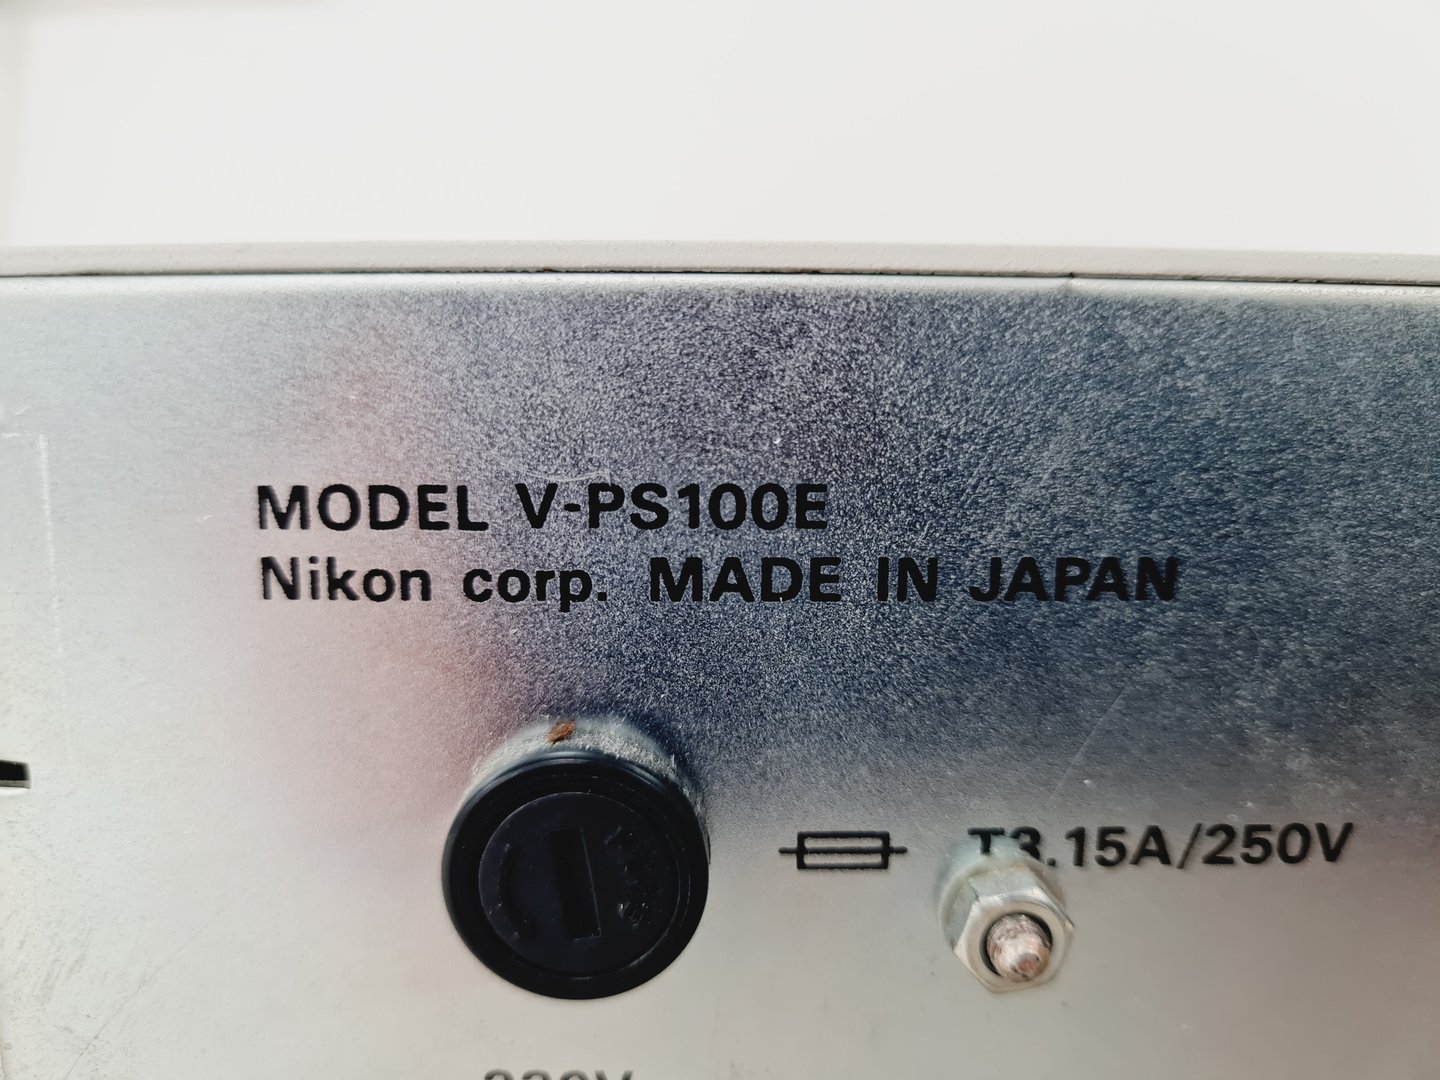 MODEL V-PS100E
Nikon corp. MADE IN JAPAN
T3.15A/250V